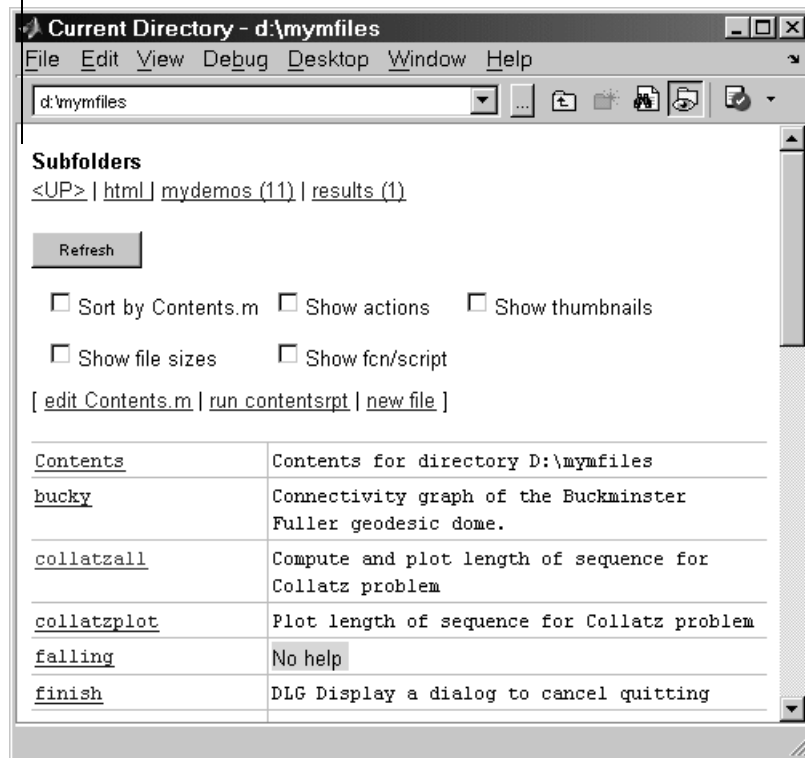 Current Directory - d:\mymfiles
File Edit View Debug Desktop Window Help
d:\mymfiles ...
Subfolders
<UP> | html | mydemos (11) | results (1)
Refresh
Sort by Contents.m Show actions Show thumbnails
Show file sizes Show fcn/script
[ edit Contents.m | run contentsrpt | new file ]
Contents Contents for directory D:\mymfiles
bucky Connectivity graph of the Buckminster
Fuller geodesic dome.
collatzall Compute and plot length of sequence for
Collatz problem
collatzplot Plot length of sequence for Collatz problem
falling No help
finish DLG Display a dialog to cancel quitting